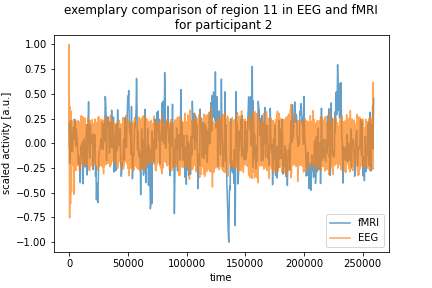 exemplary comparison of region 11 in EEG and fMRI
for participant 2
scaled activity [a.u.]
1.00
0.75
0.50
0.25
0.00
−0.25
−0.50
−0.75
−1.00
fMRI
EEG
0
50000
100000
150000
200000
250000
time